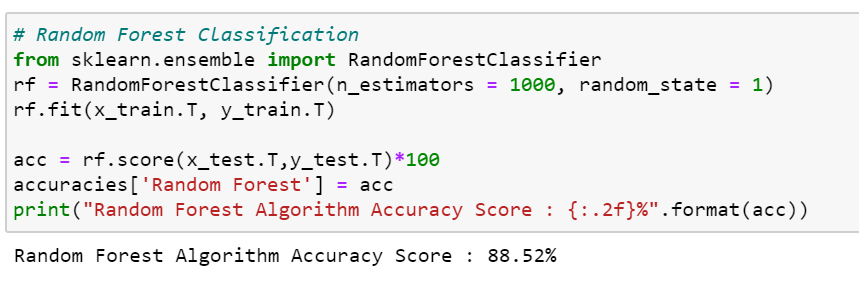 # Random Forest Classification
from sklearn.ensemble import RandomForestClassifier
rf = RandomForestClassifier(n_estimators = 1000, random_state = 1)
rf.fit(x_train.T, y_train.T)
acc = rf.score(x_test.T,y_test.T)*100
accuracies['Random Forest'] = acc
print("Random Forest Algorithm Accuracy Score : {:.2f}%".format(acc))
Random Forest Algorithm Accuracy Score : 88.52%